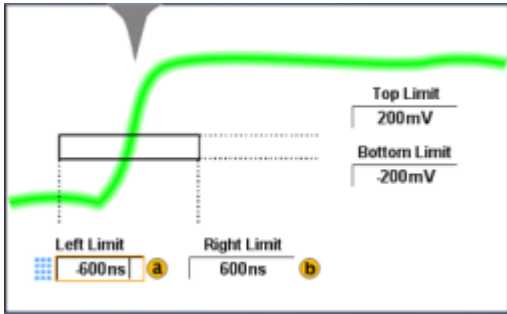 Top Limit
200mV
Bottom Limit
-200mV
Left Limit
-600ns
a
Right Limit
600ns
b